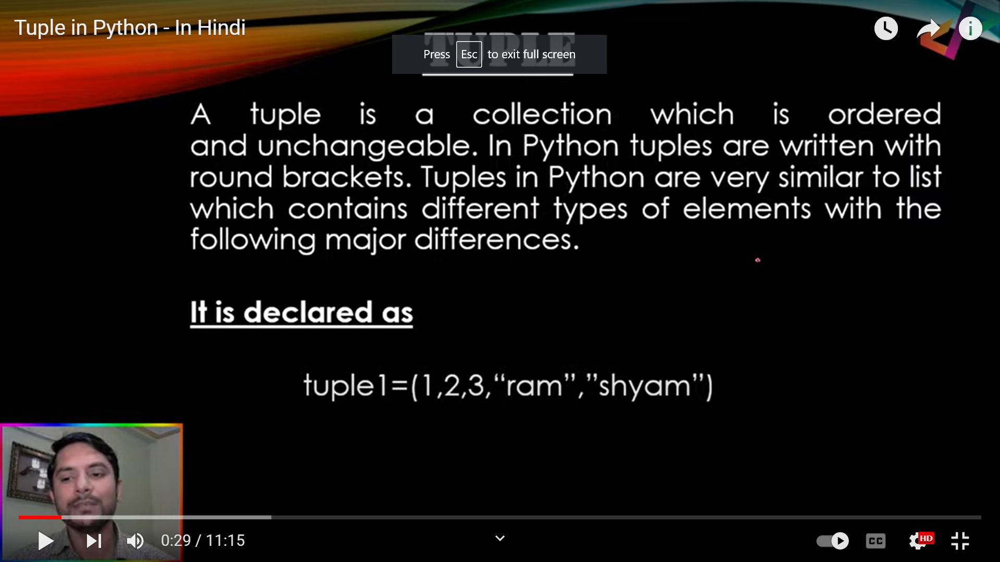 Tuple in Python - In Hindi
TUPLE
Press Esc to exit full screen
A tuple is a collection which is ordered
and unchangeable. In Python tuples are written with
round brackets. Tuples in Python are very similar to list
which contains different types of elements with the
following major differences.
It is declared as
tuple1=(1,2,3,“ram”,”shyam”)
0:29 / 11:15
CC
HD